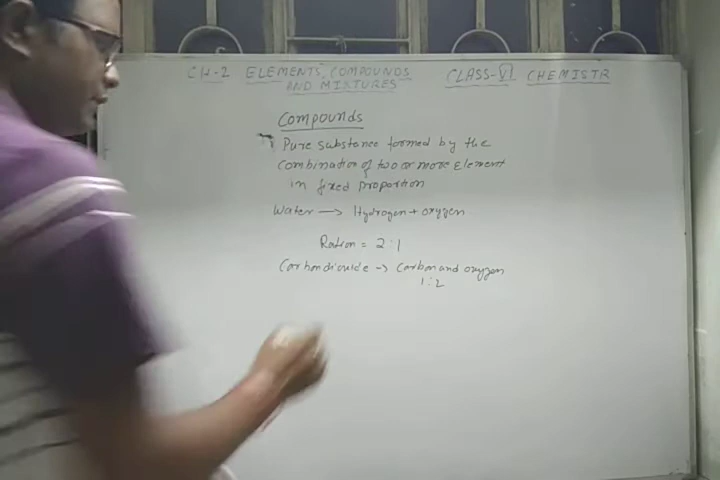 CH-2 ELEMENTS, COMPOUNDS AND MIXTURES
CLASS-VI CHEMISTR
Compounds
Pure substance formed by the
combination of two or more Element
in fixed proportion
Water → Hydrogen + oxygen
Ration = 2:1
Carbondioxide → Carbon and oxygen
1:2